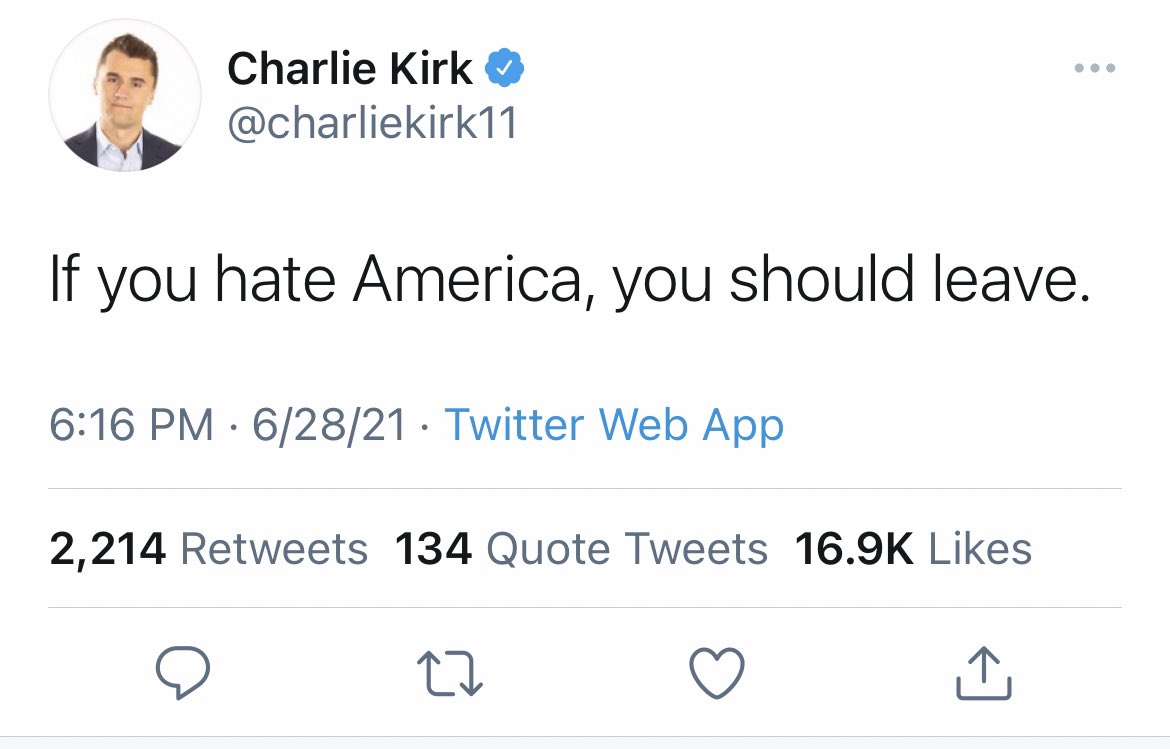 Charlie Kirk
@charliekirk11
If you hate America, you should leave.
6:16 PM · 6/28/21 · Twitter Web App
2,214 Retweets 134 Quote Tweets 16.9K Likes